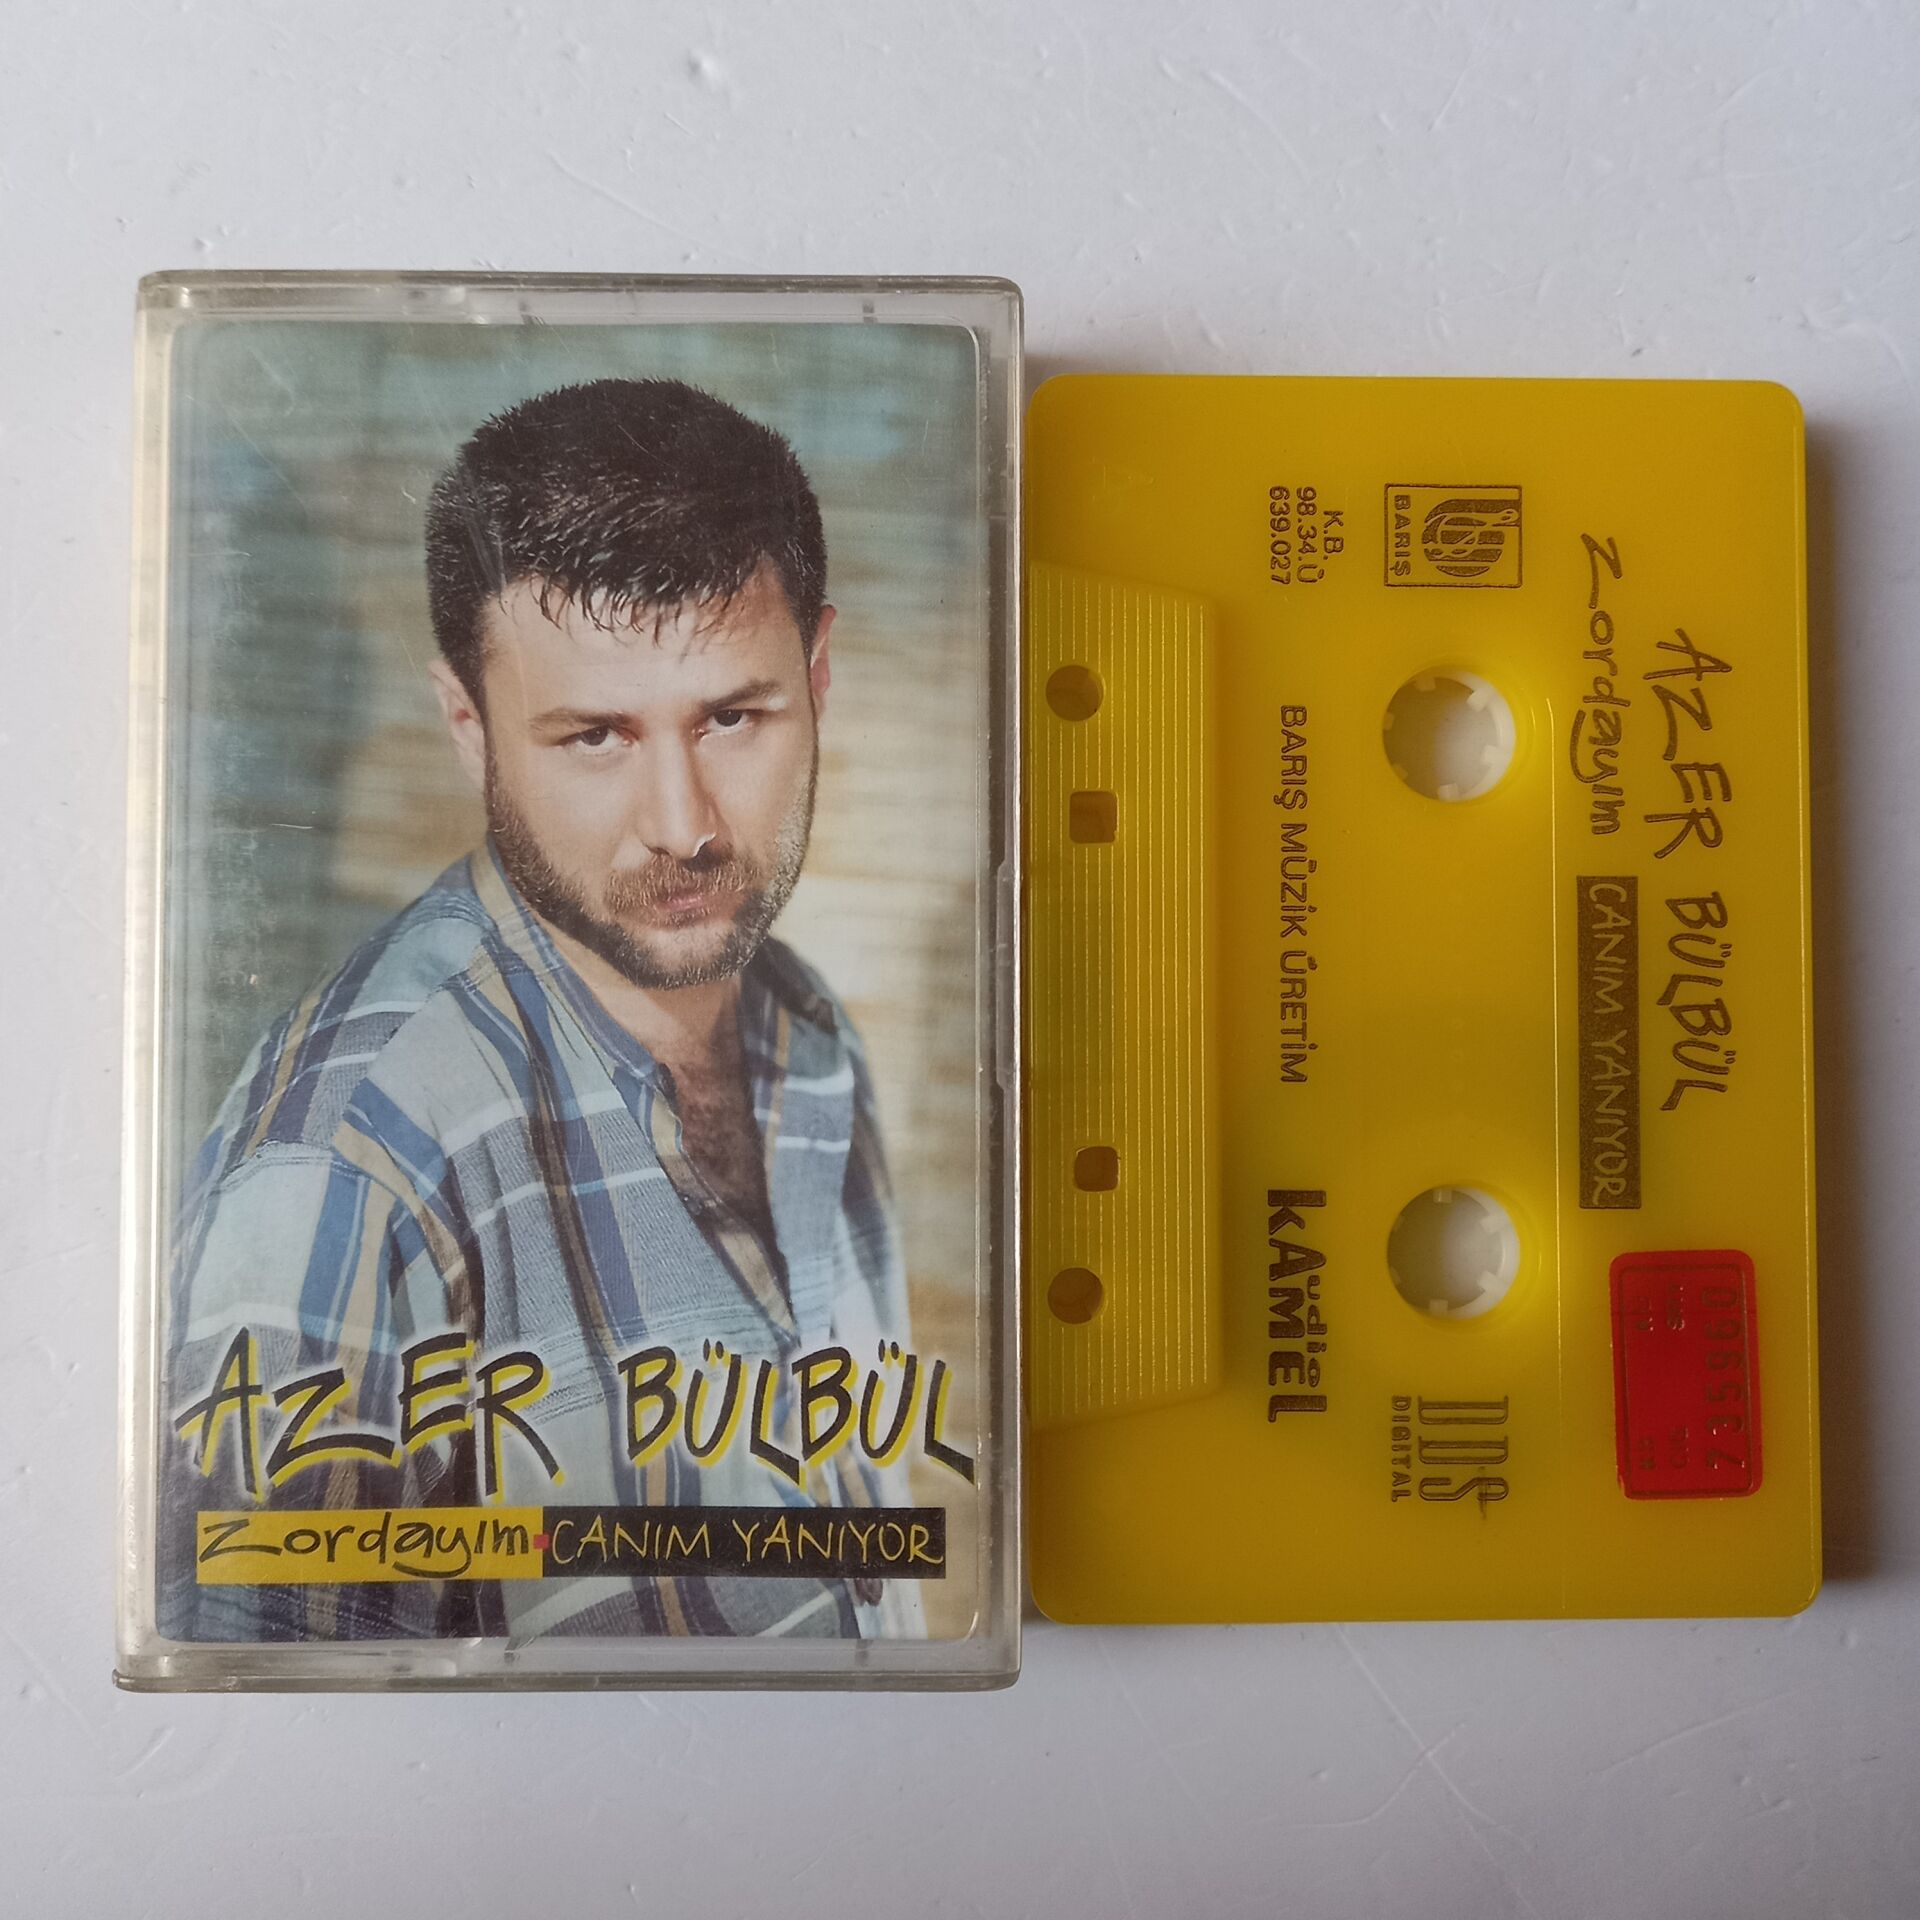 AZER BÜLBÜL
Zordayım CANIM YANIYOR
AZER BÜLBÜL
Zordayım CANIM YANIYOR
BARIŞ
K.B.
98.34.Ü
639.027
BARIŞ MÜZİK ÜRETİM
audio
KAMEL
DDS
DIGITAL